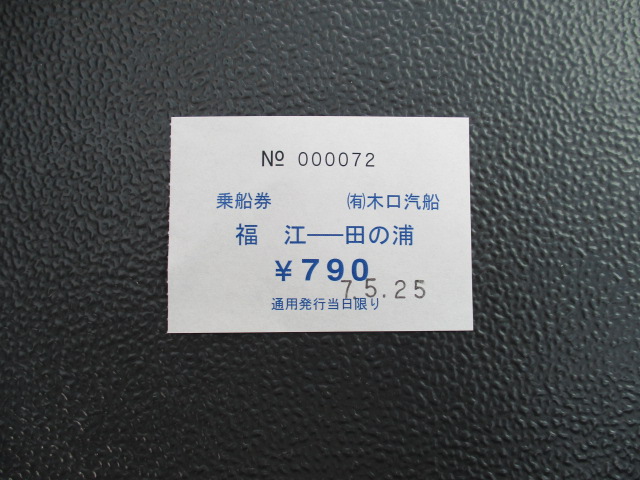 № 000072
乗船券 ㈲木口汽船
福 江──田の浦
¥790
7.5.25
通用発行当日限り